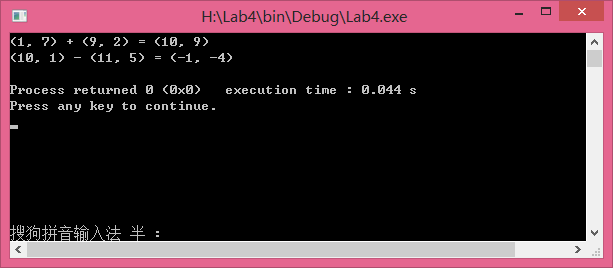 H:\Lab4\bin\Debug\Lab4.exe
(1, 7) + (9, 2) = (10, 9)
(10, 1) - (11, 5) = (-1, -4)
Process returned 0 (0x0)   execution time : 0.044 s
Press any key to continue.
搜狗拼音输入法 半 :